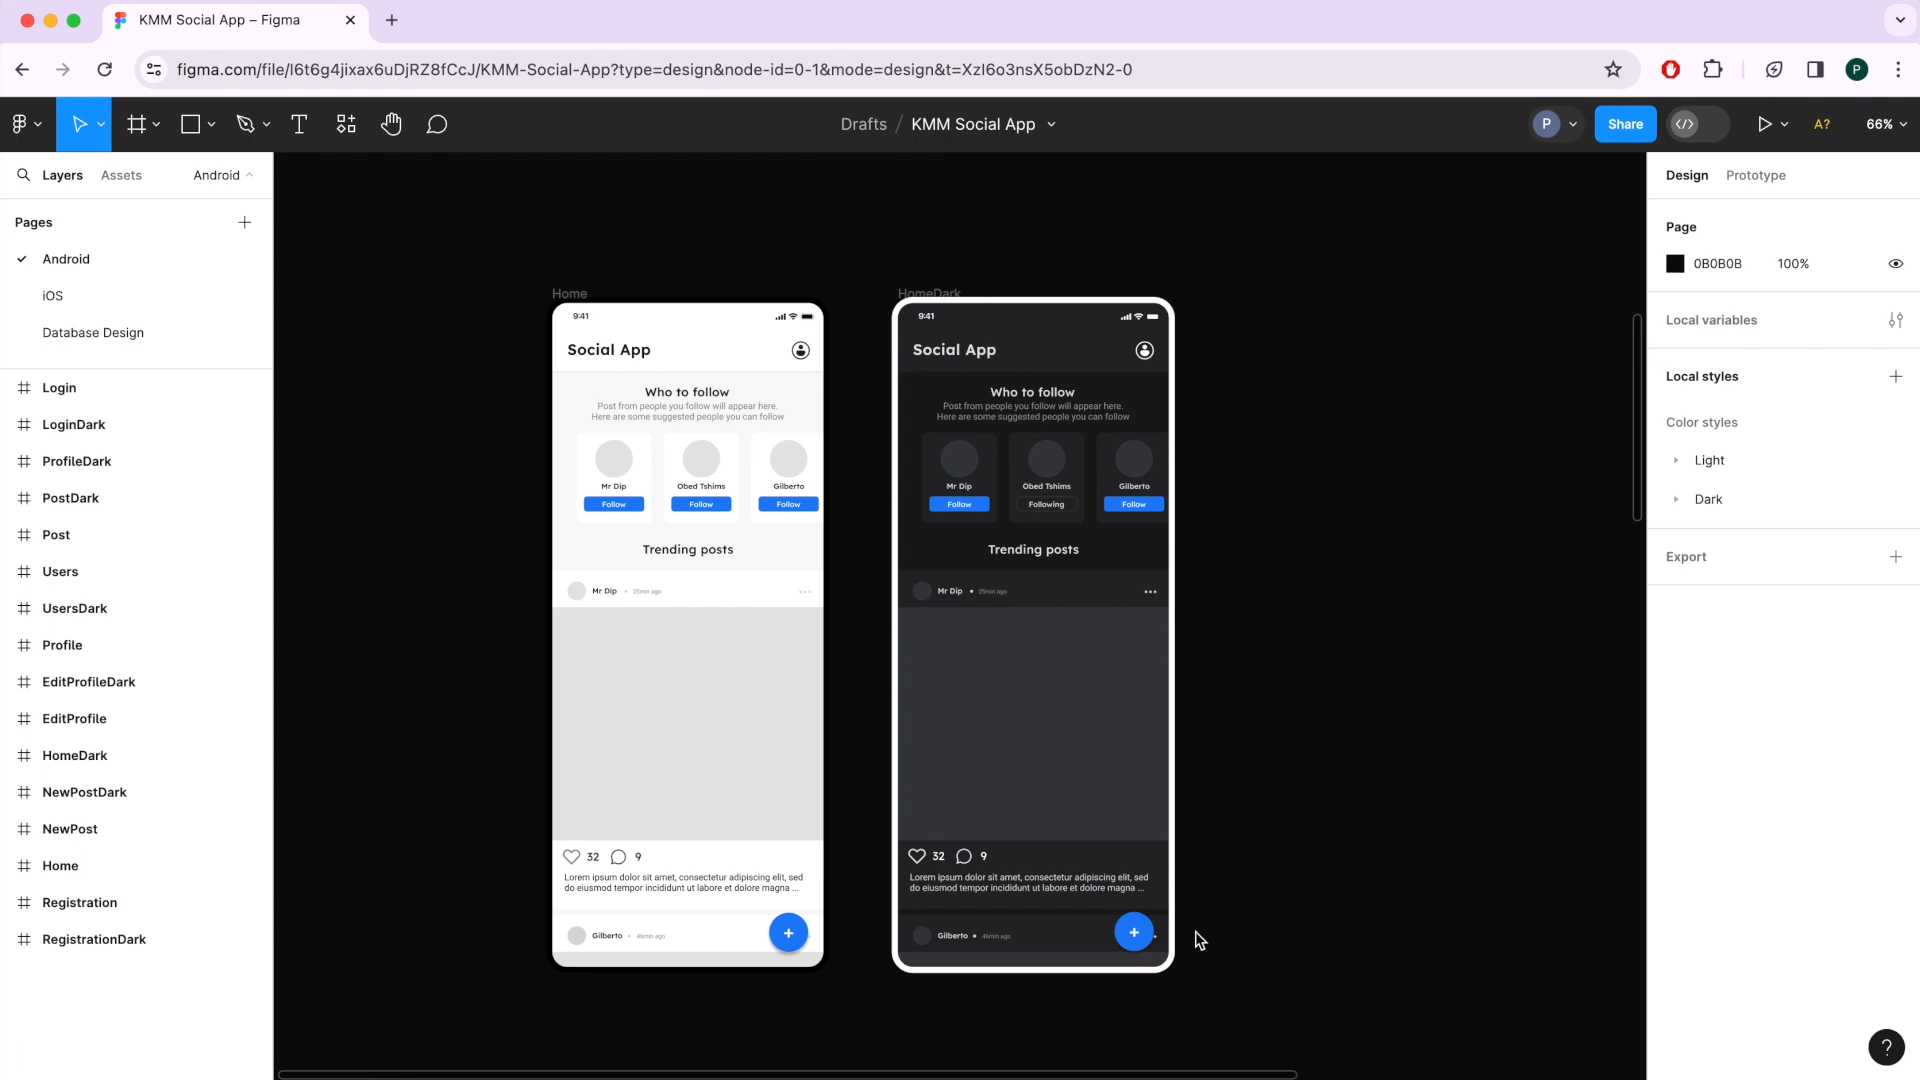 KMM Social App – Figma
figma.com/file/l6t6g4jixax6uDjRZ8fCcJ/KMM-Social-App?type=design&node-id=0-1&mode=design&t=XzI6o3nsX5obDzN2-0
P
Drafts / KMM Social App
P
Share
A?
66%
Layers Assets Android
Pages
Android
iOS
Database Design
Login
LoginDark
ProfileDark
PostDark
Post
Users
UsersDark
Profile
EditProfileDark
EditProfile
HomeDark
NewPostDark
NewPost
Home
Registration
RegistrationDark
Home
9:41
Social App
Who to follow
Post from people you follow will appear here.
Here are some suggested people you can follow
Mr Dip Obed Tshims Gilberto
Follow Follow Follow
Trending posts
Mr Dip • 25min ago
32 9
Lorem ipsum dolor sit amet, consectetur adipiscing elit, sed
do eiusmod tempor incididunt ut labore et dolore magna ...
Gilberto • 46min ago
+
HomeDark
9:41
Social App
Who to follow
Post from people you follow will appear here.
Here are some suggested people you can follow
Mr Dip Obed Tshims Gilberto
Follow Following Follow
Trending posts
Mr Dip • 25min ago
32 9
Lorem ipsum dolor sit amet, consectetur adipiscing elit, sed
do eiusmod tempor incididunt ut labore et dolore magna ...
Gilberto • 46min ago
+
Design Prototype
Page
0B0B0B 100%
Local variables
Local styles
Color styles
Light
Dark
Export
?